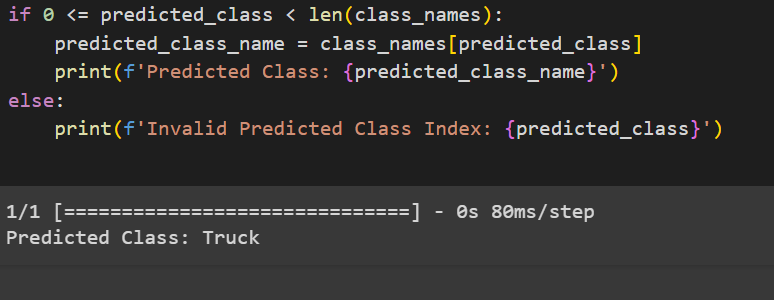 if 0 <= predicted_class < len(class_names):
    predicted_class_name = class_names[predicted_class]
    print(f'Predicted Class: {predicted_class_name}')
else:
    print(f'Invalid Predicted Class Index: {predicted_class}')
1/1 [==============================] - 0s 80ms/step
Predicted Class: Truck